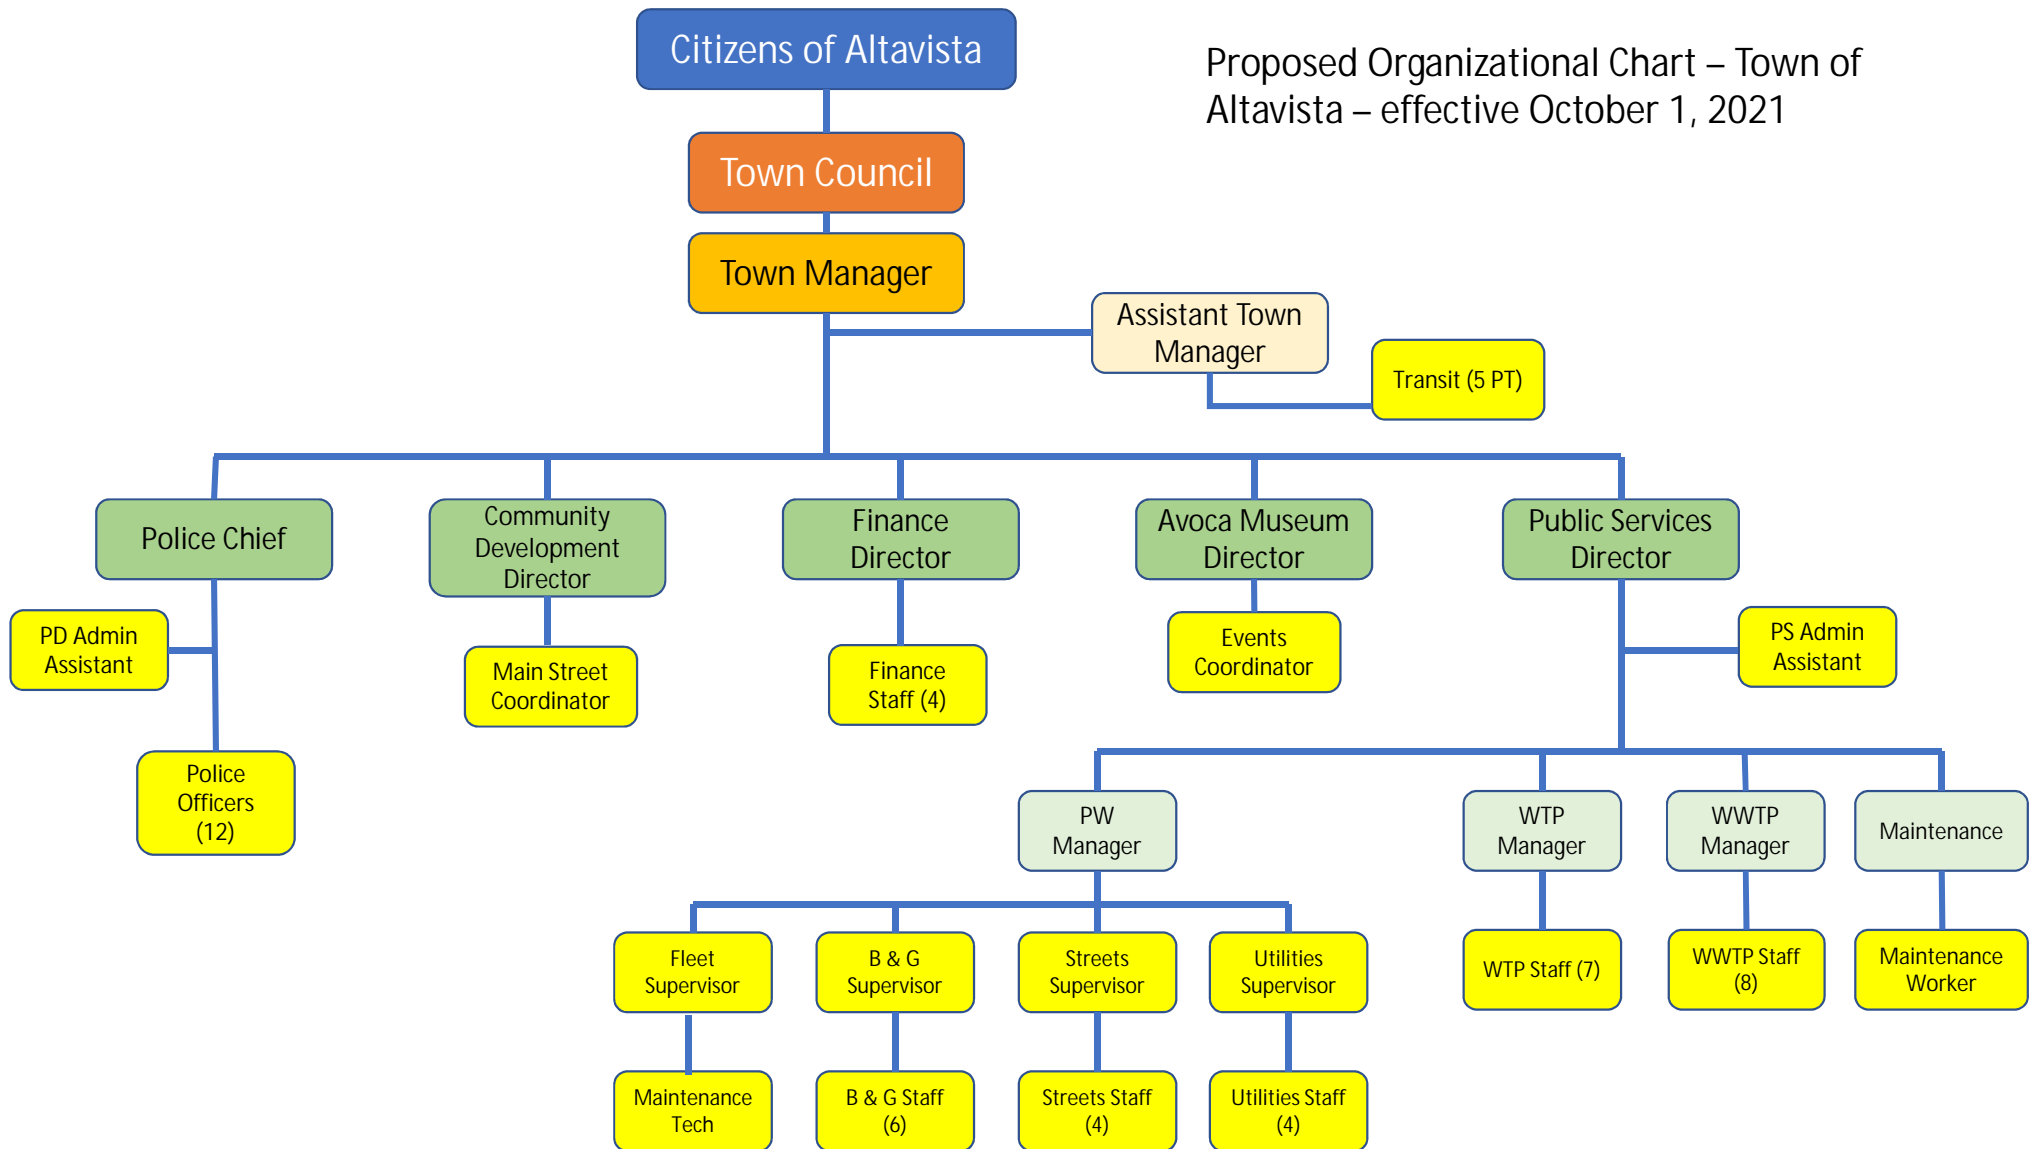 Citizens of Altavista
Proposed Organizational Chart – Town of
Altavista – effective October 1, 2021
Town Council
Town Manager
Assistant Town
Manager
Transit (5 PT)
Police Chief
Community
Development
Director
Finance
Director
Avoca Museum
Director
Public Services
Director
PD Admin
Assistant
Main Street
Coordinator
Finance
Staff (4)
Events
Coordinator
PS Admin
Assistant
Police
Officers
(12)
PW
Manager
WTP
Manager
WWTP
Manager
Maintenance
Fleet
Supervisor
B & G
Supervisor
Streets
Supervisor
Utilities
Supervisor
WTP Staff (7)
WWTP Staff
(8)
Maintenance
Worker
Maintenance
Tech
B & G Staff
(6)
Streets Staff
(4)
Utilities Staff
(4)